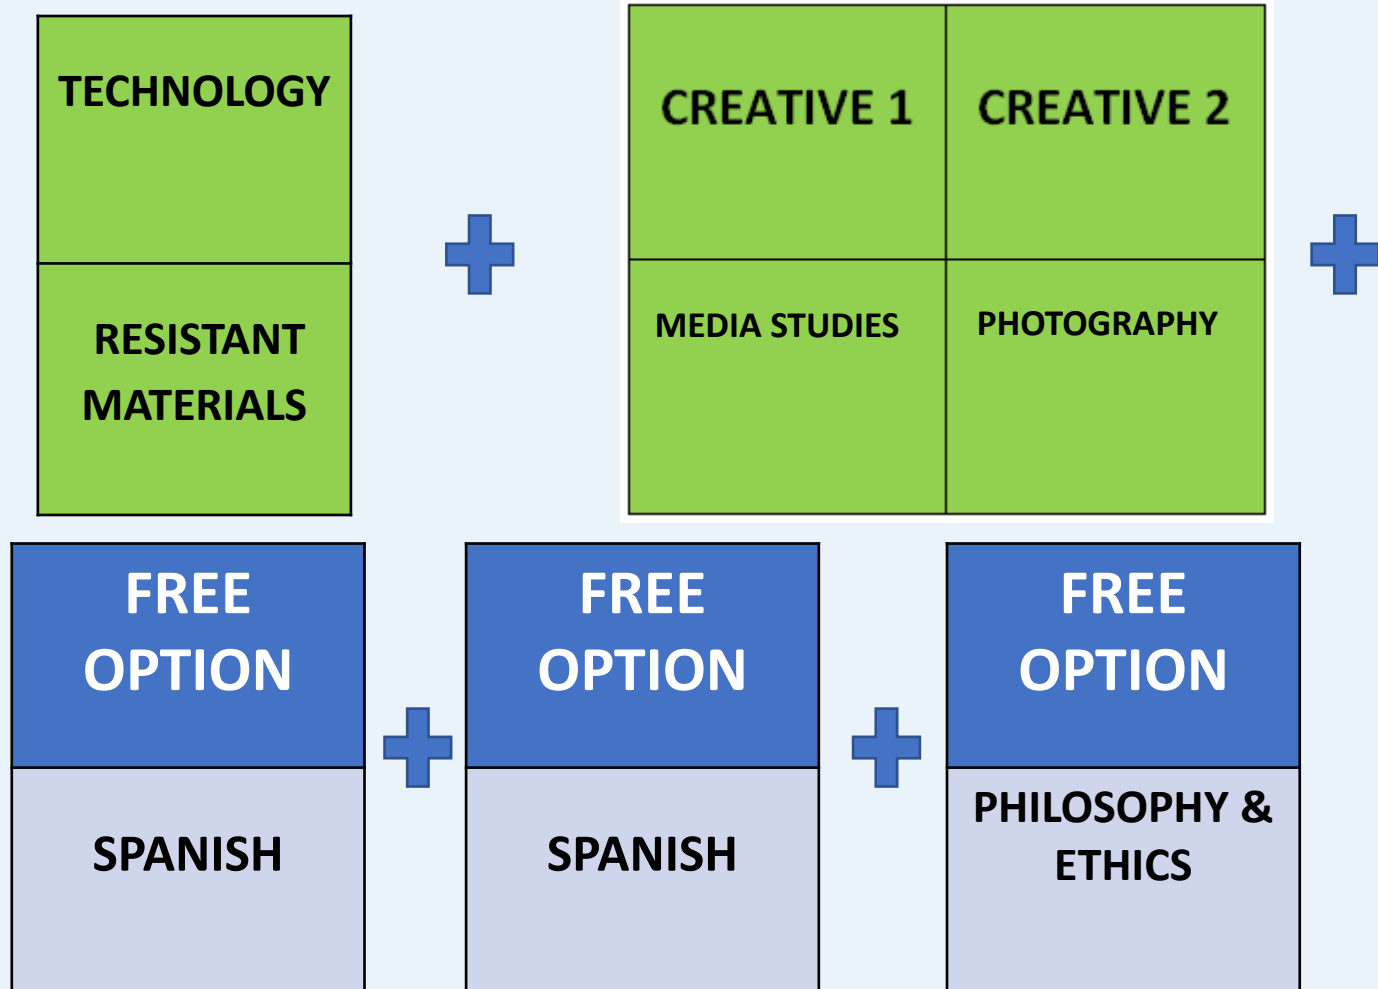 TECHNOLOGY
RESISTANT
MATERIALS
CREATIVE 1
CREATIVE 2
MEDIA STUDIES
PHOTOGRAPHY
FREE
OPTION
SPANISH
FREE
OPTION
SPANISH
FREE
OPTION
PHILOSOPHY &
ETHICS